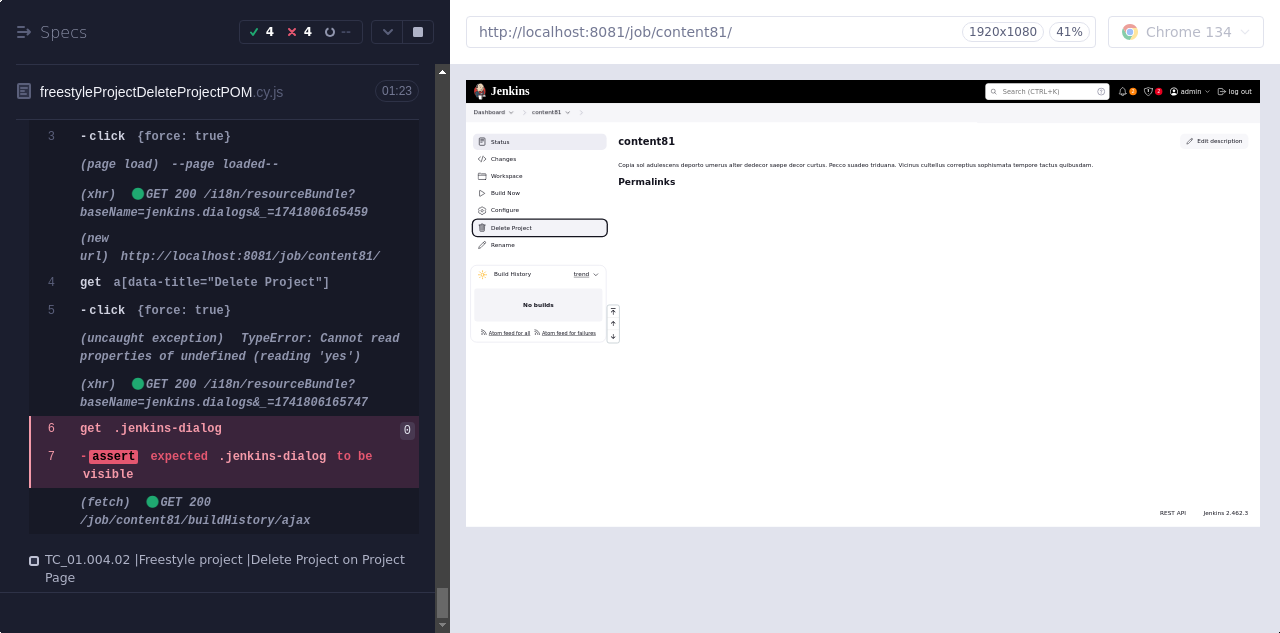 Specs
4
4
--
http://localhost:8081/job/content81/
1920x1080
41%
Chrome 134
freestyleProjectDeleteProjectPOM.cy.js
01:23
3 -click {force: true}
(page load) --page loaded--
(xhr) GET 200 /i18n/resourceBundle?
baseName=jenkins.dialogs&_=1741806165459
(new
url) http://localhost:8081/job/content81/
4 get a[data-title="Delete Project"]
5 -click {force: true}
(uncaught exception) TypeError: Cannot read
properties of undefined (reading 'yes')
(xhr) GET 200 /i18n/resourceBundle?
baseName=jenkins.dialogs&_=1741806165747
6 get .jenkins-dialog 0
7 -assert expected .jenkins-dialog to be
visible
(fetch) GET 200
/job/content81/buildHistory/ajax
TC_01.004.02 |Freestyle project |Delete Project on Project
Page
Jenkins
Search (CTRL+K)
2
2
admin
log out
Dashboard
content81
Status
Changes
Workspace
Build Now
Configure
Delete Project
Rename
Build History
trend
No builds
Atom feed for all
Atom feed for failures
content81
Edit description
Copia sol adulescens deporto umerus alter dedecor saepe decor curtus. Pecco suadeo triduana. Vicinus cultellus correptius sophismata tempore tactus quibusdam.
Permalinks
REST API
Jenkins 2.462.3